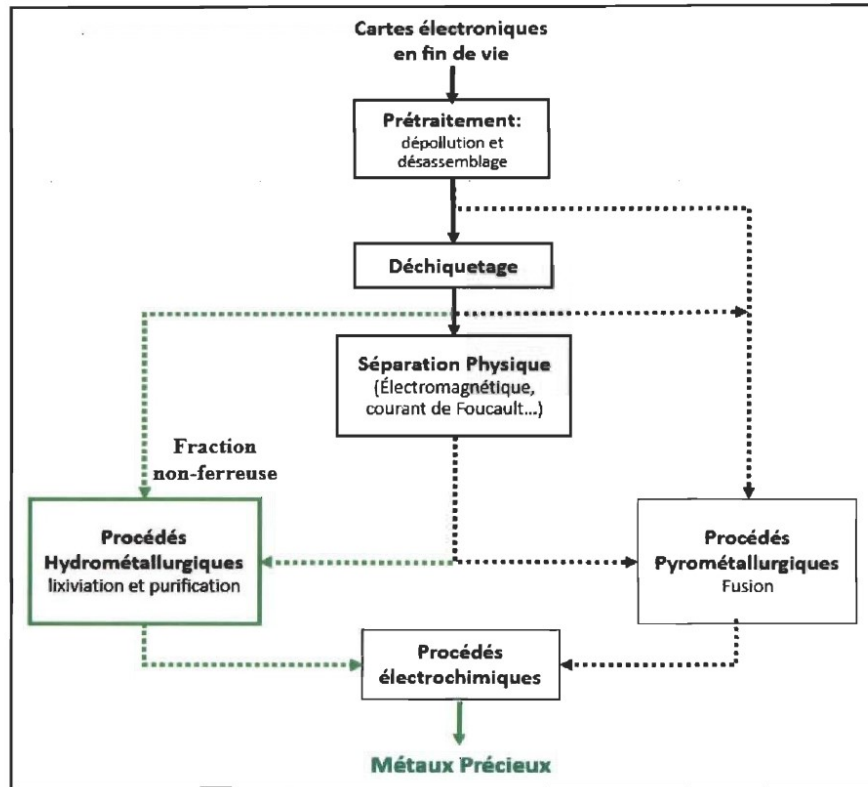 Cartes électroniques
en fin de vie
Prétraitement:
dépollution et
désassemblage
Déchiquetage
Séparation Physique
(Électromagnétique,
courant de Foucault...)
Fraction
non-ferreuse
Procédés
Hydrométallurgiques
lixiviation et purification
Procédés
Pyrométallurgiques
Fusion
Procédés
électrochimiques
Métaux Précieux